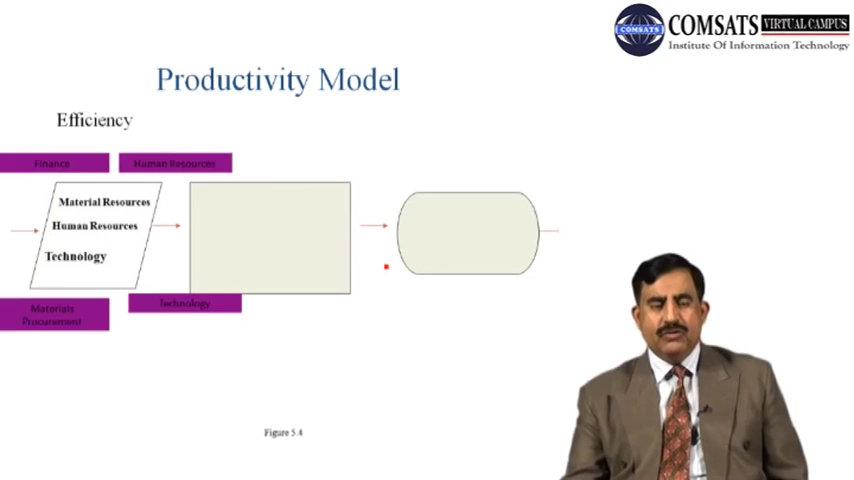 COMSATS VIRTUAL CAMPUS
COMSATS
Institute Of Information Technology
Productivity Model
Efficiency
Finance
Human Resources
Material Resources
Human Resources
Technology
Materials
Procurement
Technology
Figure 5.4